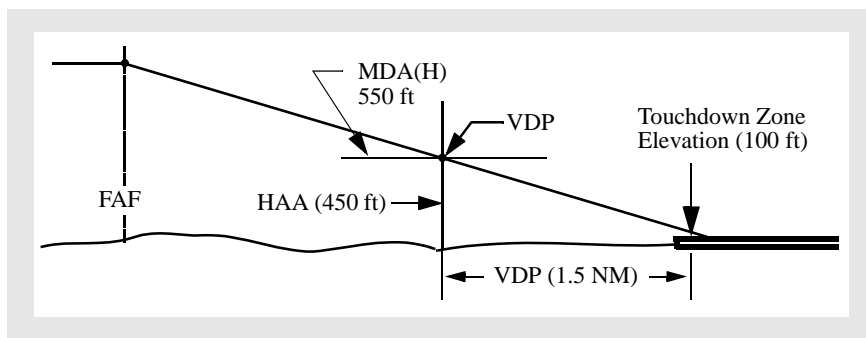 MDA(H)
550 ft
VDP
Touchdown Zone
Elevation (100 ft)
FAF
HAA (450 ft)
VDP (1.5 NM)